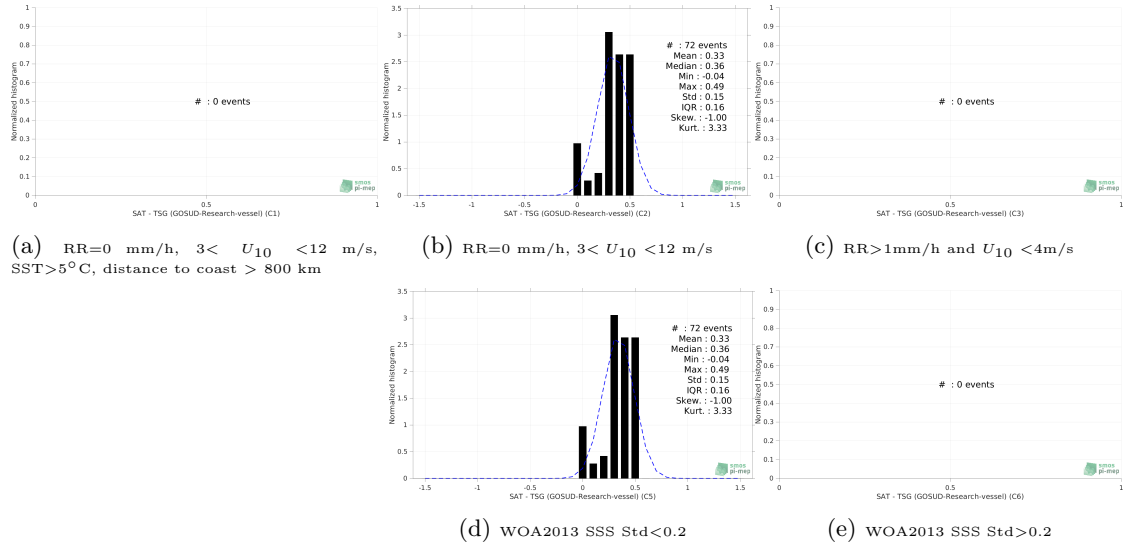 1
0.9
0.8
0.7
0.6
0.5
0.4
0.3
0.2
0.1
0
Normalized histogram
# : 0 events
smos
pi-mep
0 0.5 1
SAT - TSG (GOSUD-Research-vessel) (C1)
(a) RR=0 mm/h, 3< U10 <12 m/s,
SST>5°C, distance to coast > 800 km
3.5
3
2.5
2
1.5
1
0.5
0
Normalized histogram
# : 72 events
Mean : 0.33
Median : 0.36
Min : -0.04
Max : 0.49
Std : 0.15
IQR : 0.16
Skew. : -1.00
Kurt. : 3.33
smos
pi-mep
-1.5 -1 -0.5 0 0.5 1 1.5
SAT - TSG (GOSUD-Research-vessel) (C2)
(b) RR=0 mm/h, 3< U10 <12 m/s
1
0.9
0.8
0.7
0.6
0.5
0.4
0.3
0.2
0.1
0
Normalized histogram
# : 0 events
smos
pi-mep
0 0.5 1
SAT - TSG (GOSUD-Research-vessel) (C3)
(c) RR>1mm/h and U10 <4m/s
3.5
3
2.5
2
1.5
1
0.5
0
Normalized histogram
# : 72 events
Mean : 0.33
Median : 0.36
Min : -0.04
Max : 0.49
Std : 0.15
IQR : 0.16
Skew. : -1.00
Kurt. : 3.33
smos
pi-mep
-1.5 -1 -0.5 0 0.5 1 1.5
SAT - TSG (GOSUD-Research-vessel) (C5)
(d) WOA2013 SSS Std<0.2
1
0.9
0.8
0.7
0.6
0.5
0.4
0.3
0.2
0.1
0
Normalized histogram
# : 0 events
smos
pi-mep
0 0.5 1
SAT - TSG (GOSUD-Research-vessel) (C6)
(e) WOA2013 SSS Std>0.2